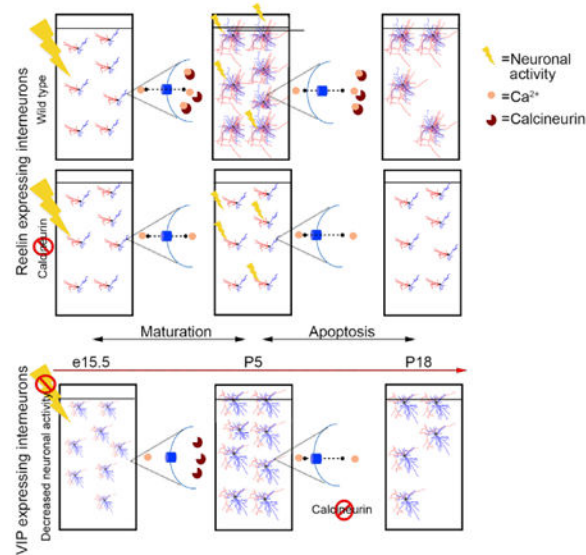 Reelin expressing interneurons
Wild type
Calcineurin
=Neuronal
activity
=Ca2+
=Calcineurin
Maturation
Apoptosis
e15.5
P5
P18
VIP expressing interneurons
Decreased neuronal activity
Calcineurin